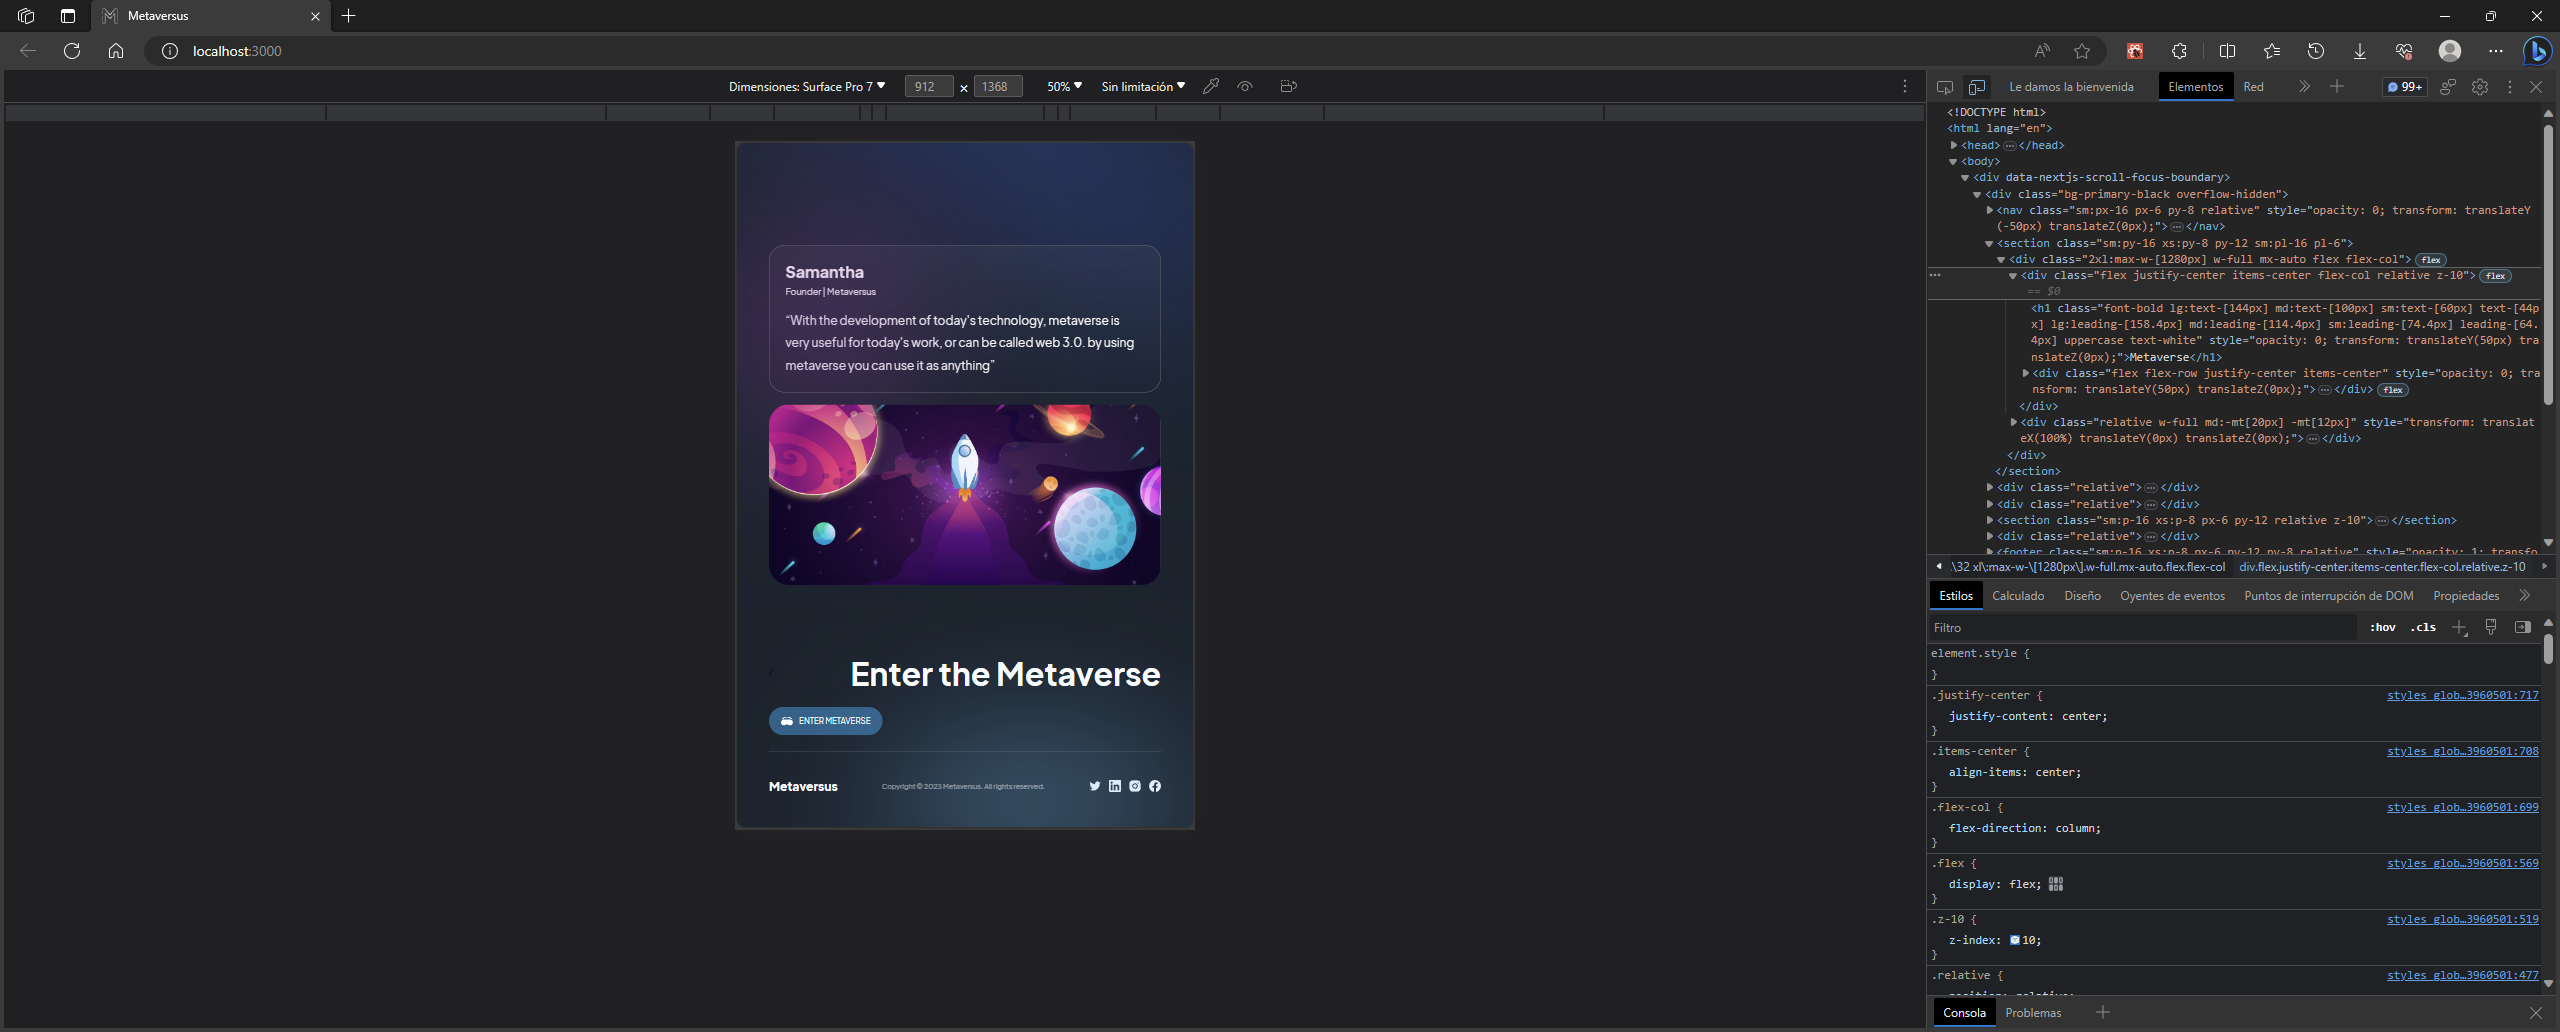 Metaversus
localhost:3000
Dimensiones: Surface Pro 7
912 x 1368
50%
Sin limitación
Samantha
Founder | Metaversus
“With the development of today's technology, metaverse is
very useful for today's work, or can be called web 3.0. by using
metaverse you can use it as anything”
/
Enter the Metaverse
ENTER METAVERSE
Metaversus
Copyright © 2023 Metaversus. All rights reserved.
Le damos la bienvenida
Elementos
Red
99+
<!DOCTYPE html>
<html lang="en">
<head> ··· </head>
<body>
<div data-nextjs-scroll-focus-boundary>
<div class="bg-primary-black overflow-hidden">
<nav class="sm:px-16 px-6 py-8 relative" style="opacity: 0; transform: translateY
(-50px) translateZ(0px);"> ··· </nav>
<section class="sm:py-16 xs:py-8 py-12 sm:pl-16 pl-6">
<div class="2xl:max-w-[1280px] w-full mx-auto flex flex-col"> flex
··· <div class="flex justify-center items-center flex-col relative z-10"> flex
== $0
<h1 class="font-bold lg:text-[144px] md:text-[100px] sm:text-[60px] text-[44p
x] lg:leading-[158.4px] md:leading-[114.4px] sm:leading-[74.4px] leading-[64.
4px] uppercase text-white" style="opacity: 0; transform: translateY(50px) tra
nslateZ(0px);">Metaverse</h1>
<div class="flex flex-row justify-center items-center" style="opacity: 0; tra
nsform: translateY(50px) translateZ(0px);"> ··· </div> flex
</div>
<div class="relative w-full md:-mt[20px] -mt[12px]" style="transform: translat
eX(100%) translateY(0px) translateZ(0px);"> ··· </div>
</div>
</section>
<div class="relative"> ··· </div>
<div class="relative"> ··· </div>
<section class="sm:p-16 xs:p-8 px-6 py-12 relative z-10"> ··· </section>
<div class="relative"> ··· </div>
<footer class="sm:p-16 xs:p-8 px-6 py-12 py-8 relative" style="opacity: 1; transfo
.\32 xl\:max-w-\[1280px\].w-full.mx-auto.flex.flex-col
div.flex.justify-center.items-center.flex-col.relative.z-10
Estilos
Calculado
Diseño
Oyentes de eventos
Puntos de interrupción de DOM
Propiedades
Filtro
:hov
.cls
element.style {
}
.justify-center {
styles_glob…3960501:717
justify-content: center;
}
.items-center {
styles_glob…3960501:708
align-items: center;
}
.flex-col {
styles_glob…3960501:699
flex-direction: column;
}
.flex {
styles_glob…3960501:569
display: flex;
}
.z-10 {
styles_glob…3960501:519
z-index: 10;
}
.relative {
styles_glob…3960501:477
position: relative;
Consola
Problemas